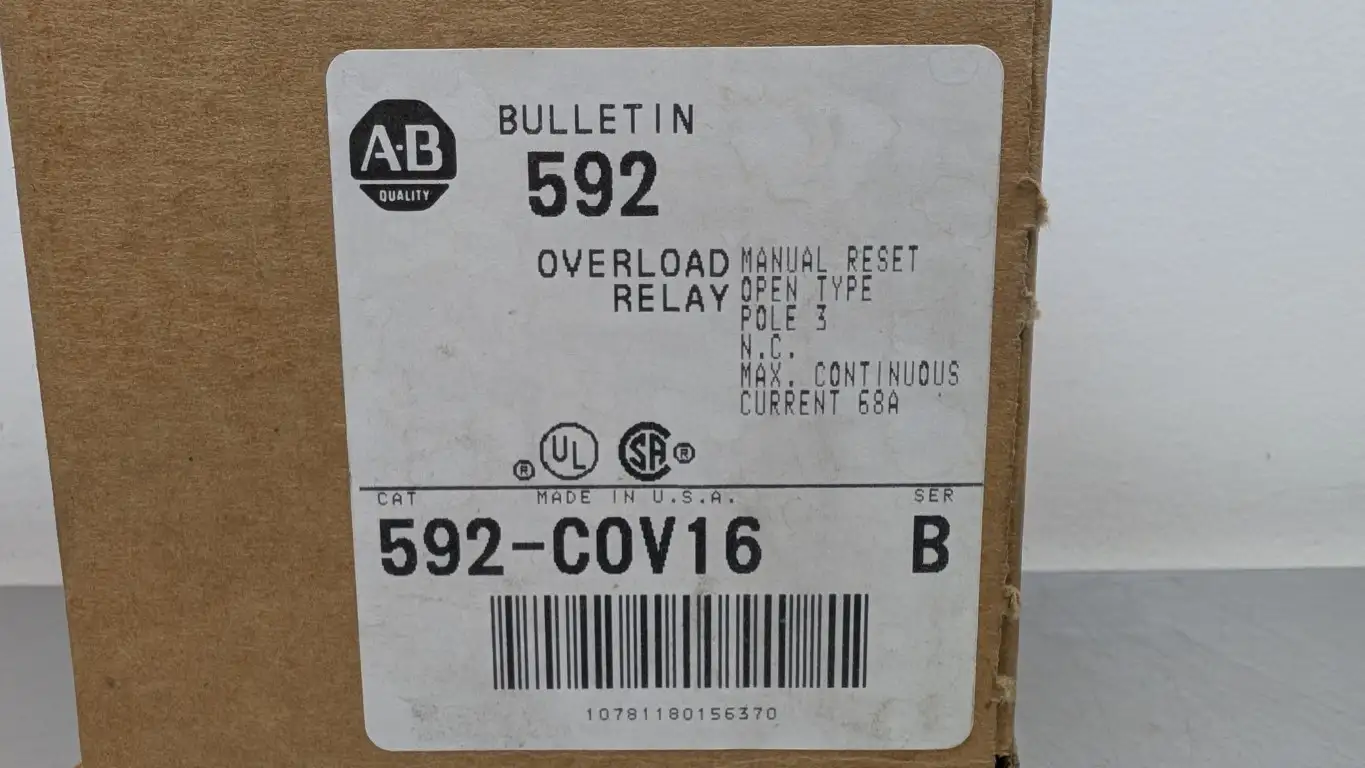 A·B
QUALITY
BULLETIN
592
OVERLOAD
RELAY
MANUAL RESET
OPEN TYPE
POLE 3
N.C.
MAX. CONTINUOUS
CURRENT 68A
® UL SA ®
CAT MADE IN U.S.A. SER
592-COV16 B
10781180156370